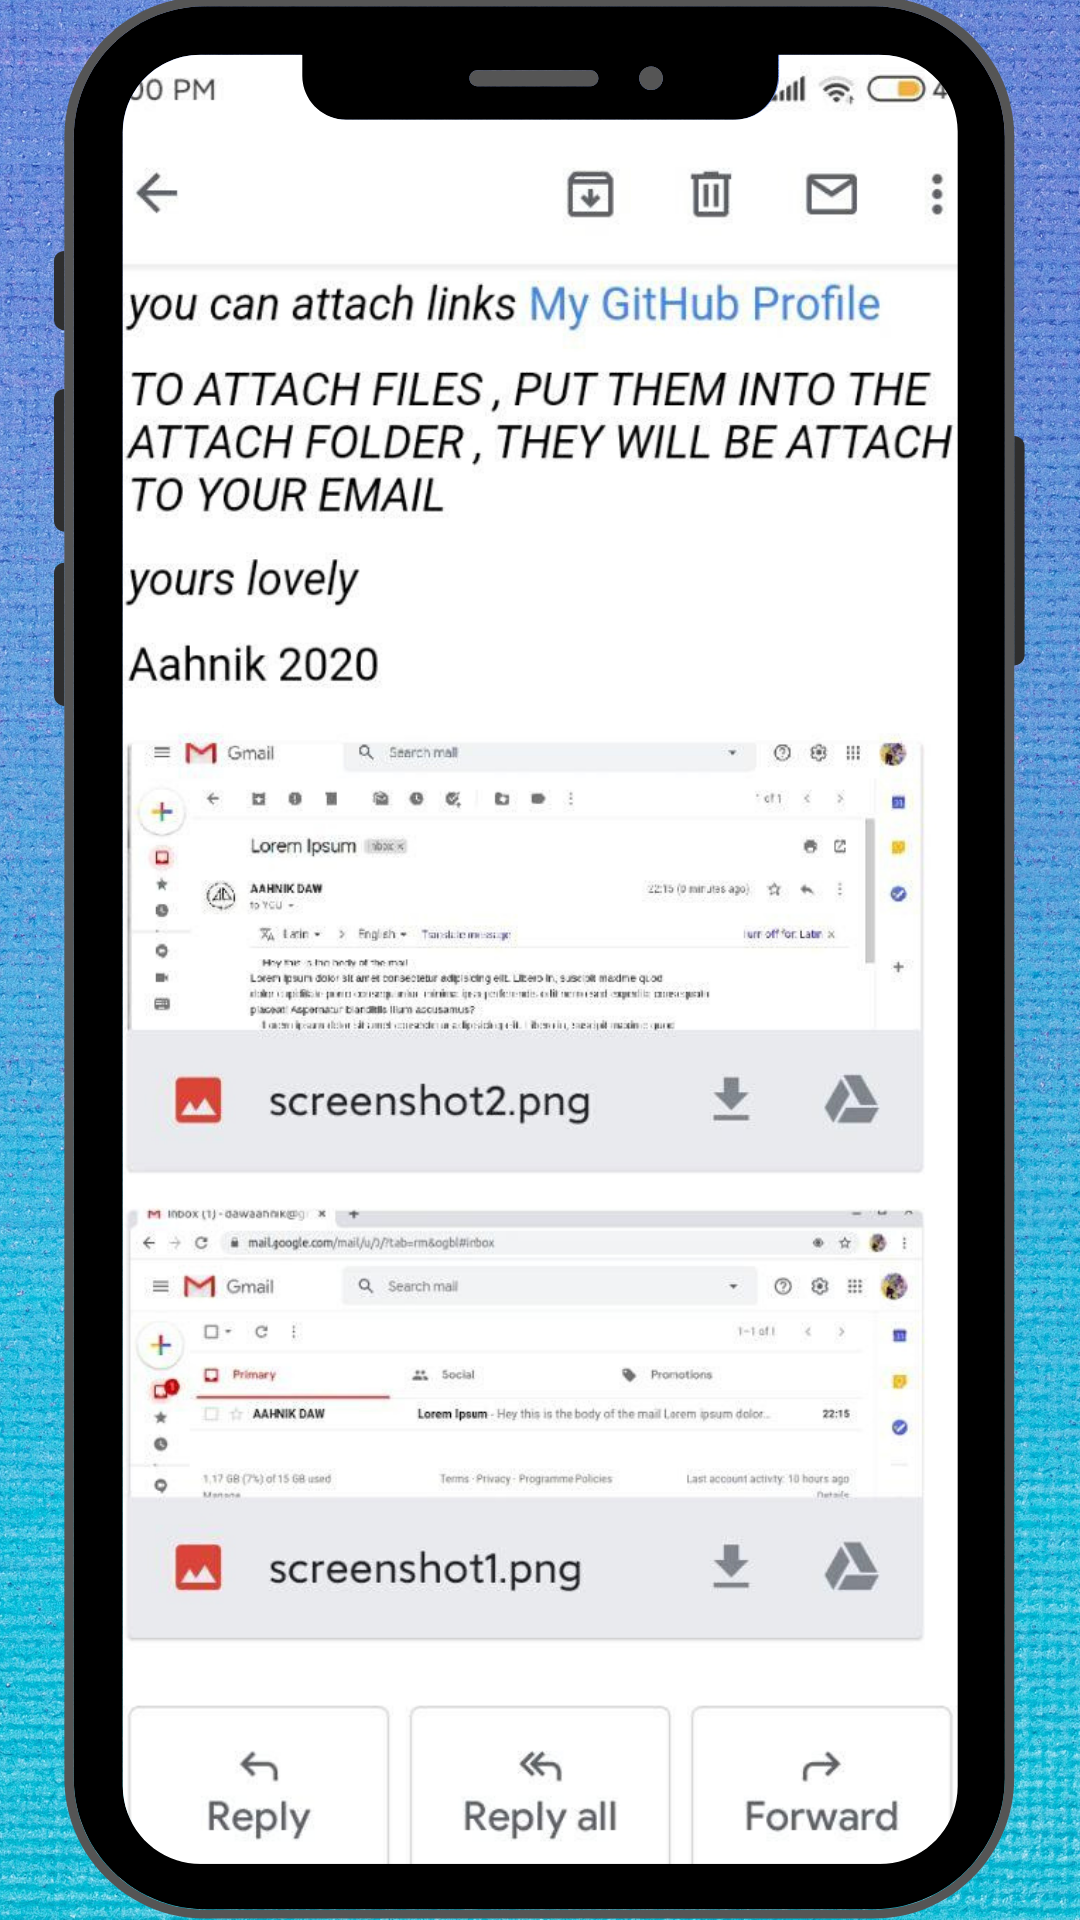 00 PM
you can attach links My GitHub Profile
TO ATTACH FILES , PUT THEM INTO THE
ATTACH FOLDER , THEY WILL BE ATTACH
TO YOUR EMAIL
yours lovely
Aahnik 2020
Gmail Search mail
1 of 1
Lorem Ipsum Inbox ×
AAHNIK DAW 22:15 (0 minutes ago)
to YOU
Latin > English Translate message Turn off for: Latin ×
Hey this is the body of the mail
Lorem ipsum dolor sit amet consectetur adipisicing elit. Libero in, suscipit maxime quod
placeat! Aspernatur blanditiis illum accusamus?
Lorem ipsum dolor sit amet consectetur adipisicing elit. Libero in, suscipit maxime quod
screenshot2.png
Inbox (1) - dawaahnik@g × +
mail.google.com/mail/u/0/?tab=rm&ogbl#inbox
Gmail Search mail
1–1 of 1
Primary Social Promotions
1
AAHNIK DAW Lorem Ipsum - Hey this is the body of the mail Lorem ipsum dolor... 22:15
1.17 GB (7%) of 15 GB used Terms · Privacy · Programme Policies Last account activity: 10 hours ago
Manage Details
screenshot1.png
Reply Reply all Forward